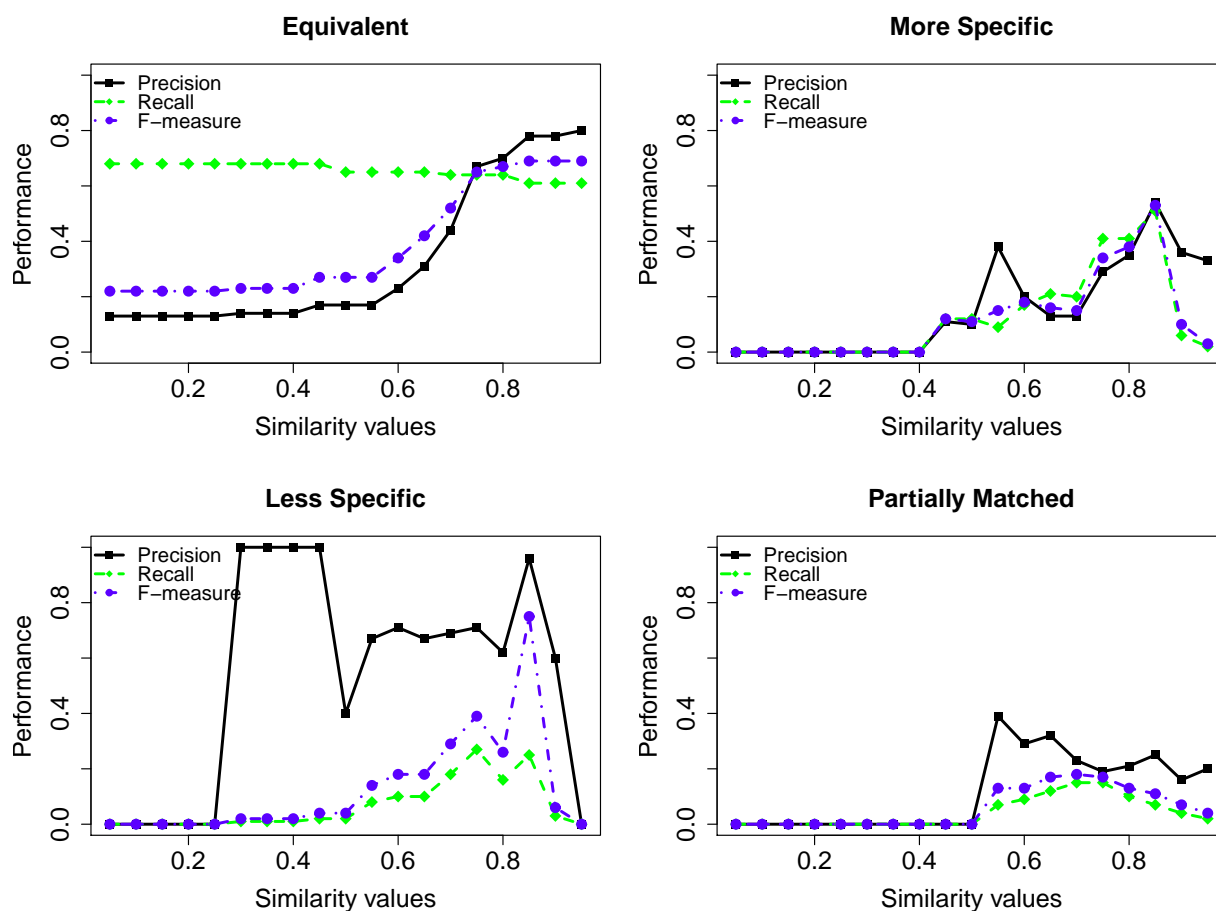 Equivalent
Precision
Recall
F−measure
Performance
0.0 0.4 0.8
0.2 0.4 0.6 0.8
Similarity values
More Specific
Precision
Recall
F−measure
Performance
0.0 0.4 0.8
0.2 0.4 0.6 0.8
Similarity values
Less Specific
Precision
Recall
F−measure
Performance
0.0 0.4 0.8
0.2 0.4 0.6 0.8
Similarity values
Partially Matched
Precision
Recall
F−measure
Performance
0.0 0.4 0.8
0.2 0.4 0.6 0.8
Similarity values